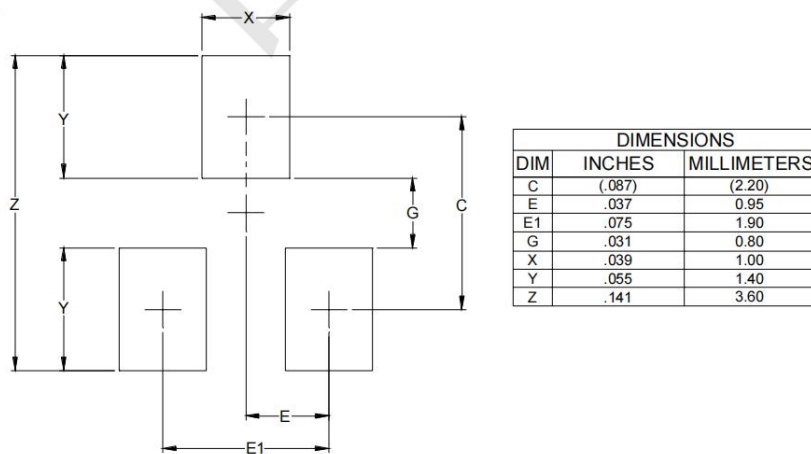 X
Y
Z
G
C
Y
E
E1
DIMENSIONS
DIM INCHES MILLIMETERS
C (.087) (2.20)
E .037 0.95
E1 .075 1.90
G .031 0.80
X .039 1.00
Y .055 1.40
Z .141 3.60